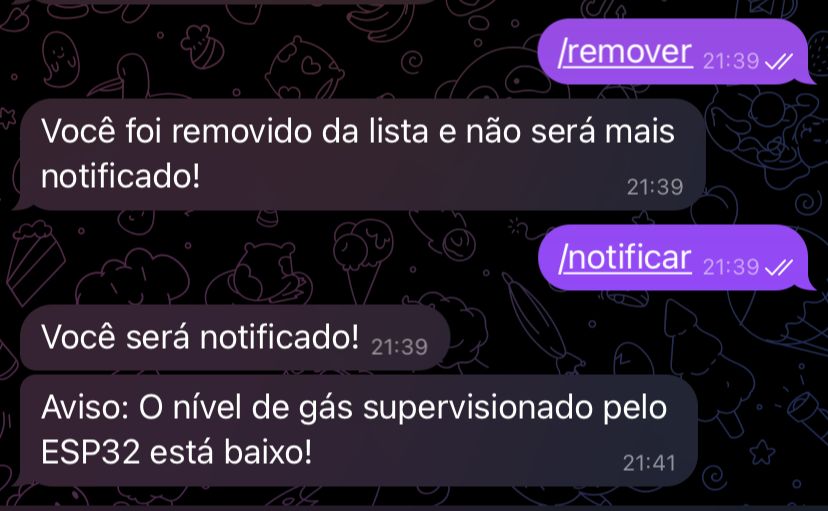 /remover 21:39
Você foi removido da lista e não será mais
notificado!
21:39
/notificar 21:39
Você será notificado! 21:39
Aviso: O nível de gás supervisionado pelo
ESP32 está baixo!
21:41